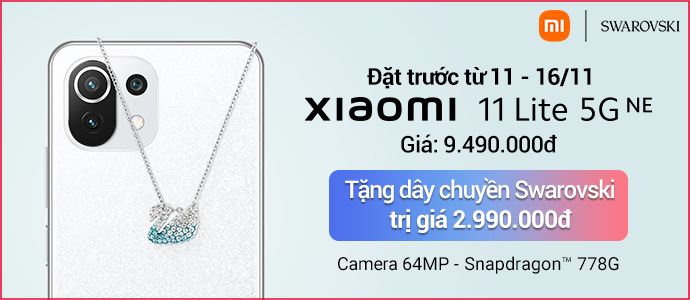 mi
SWAROVSKI
Đặt trước từ 11 - 16/11
xiaomi 11 Lite 5G NE
Giá: 9.490.000đ
Tặng dây chuyền Swarovski
trị giá 2.990.000đ
Camera 64MP - Snapdragon™ 778G